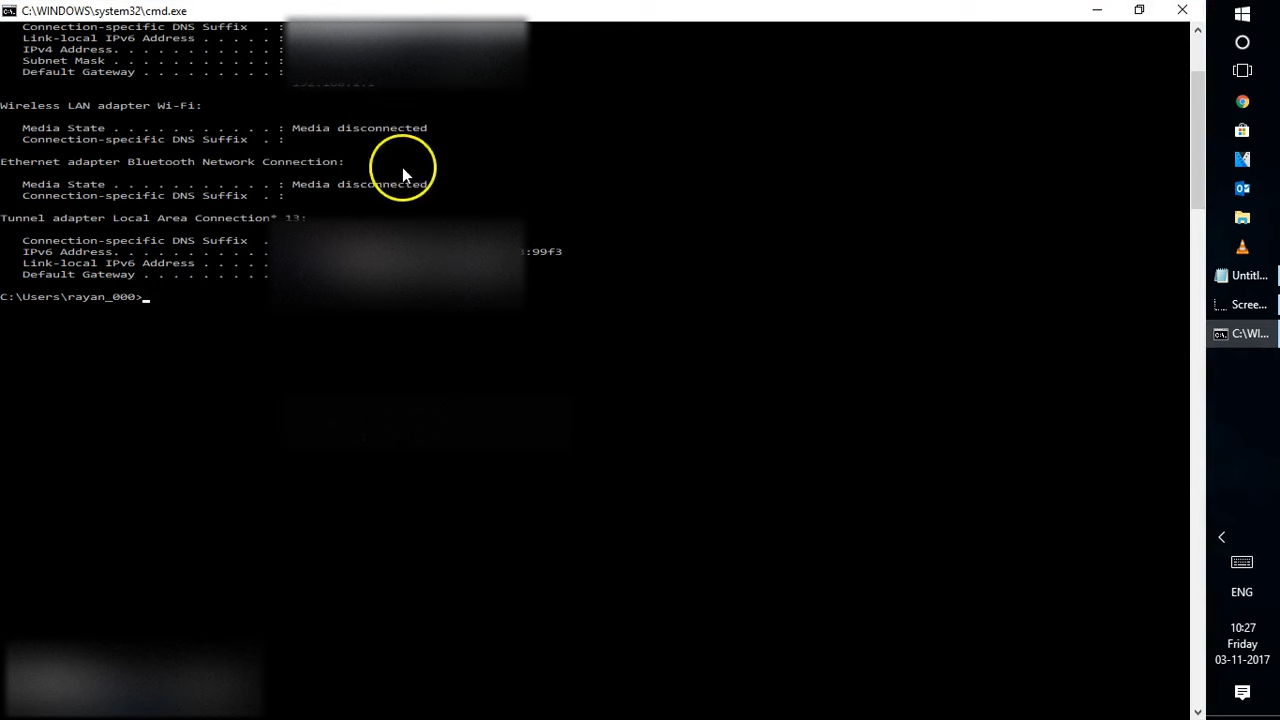 C:\WINDOWS\system32\cmd.exe
Connection-specific DNS Suffix . :
Link-local IPv6 Address . . . . . :
IPv4 Address. . . . . . . . . . . :
Subnet Mask . . . . . . . . . . . :
Default Gateway . . . . . . . . . :
Wireless LAN adapter Wi-Fi:
Media State . . . . . . . . . . . : Media disconnected
Connection-specific DNS Suffix . :
Ethernet adapter Bluetooth Network Connection:
Media State . . . . . . . . . . . : Media disconnected
Connection-specific DNS Suffix . :
Tunnel adapter Local Area Connection* 13:
Connection-specific DNS Suffix .
IPv6 Address. . . . . . . . . . . :99f3
Link-local IPv6 Address . . . . .
Default Gateway . . . . . . . . .
C:\Users\rayan_000>
Untitl...
Scree...
C:\WI...
ENG
10:27
Friday
03-11-2017